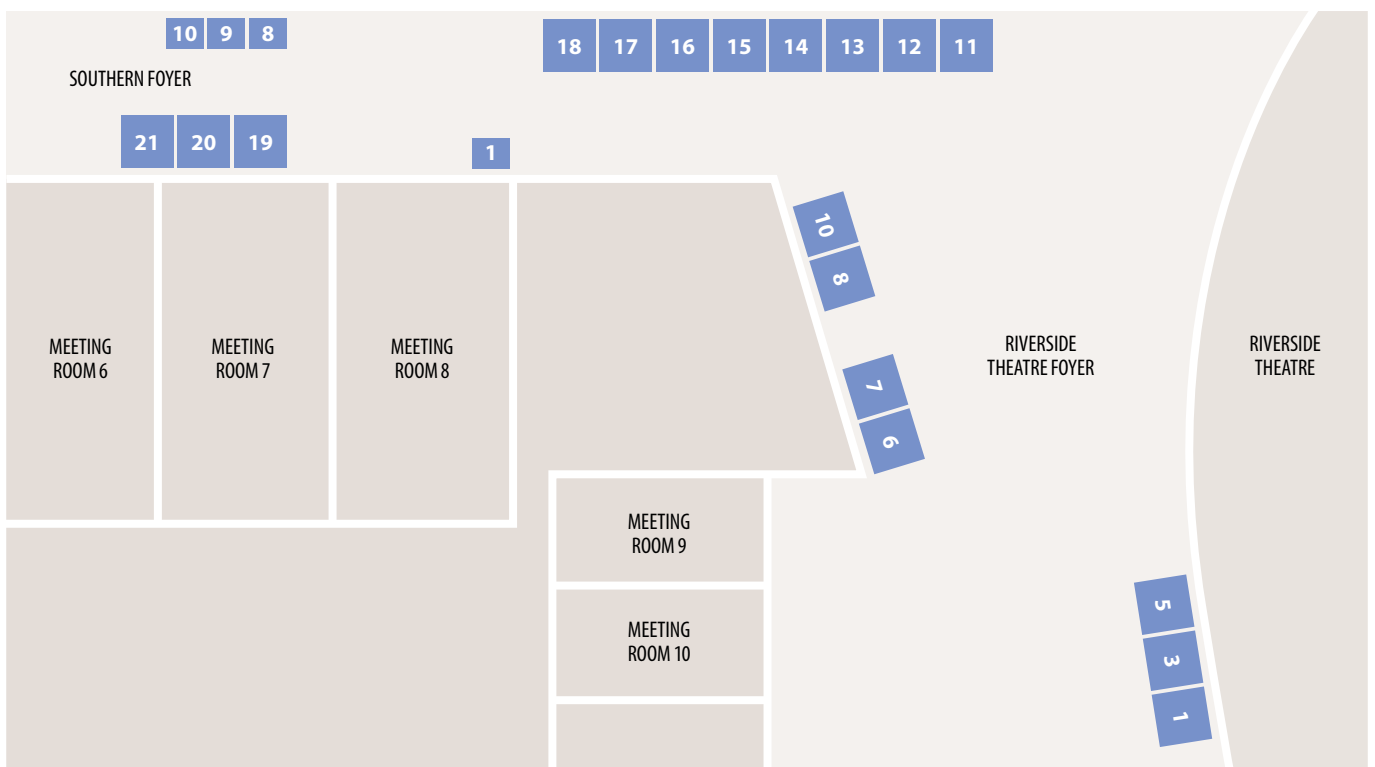 10 9 8
18 17 16 15 14 13 12 11
SOUTHERN FOYER
21 20 19
1
10
8
MEETING
ROOM 6
MEETING
ROOM 7
MEETING
ROOM 8
RIVERSIDE
THEATRE FOYER
RIVERSIDE
THEATRE
7
6
MEETING
ROOM 9
MEETING
ROOM 10
5
3
1